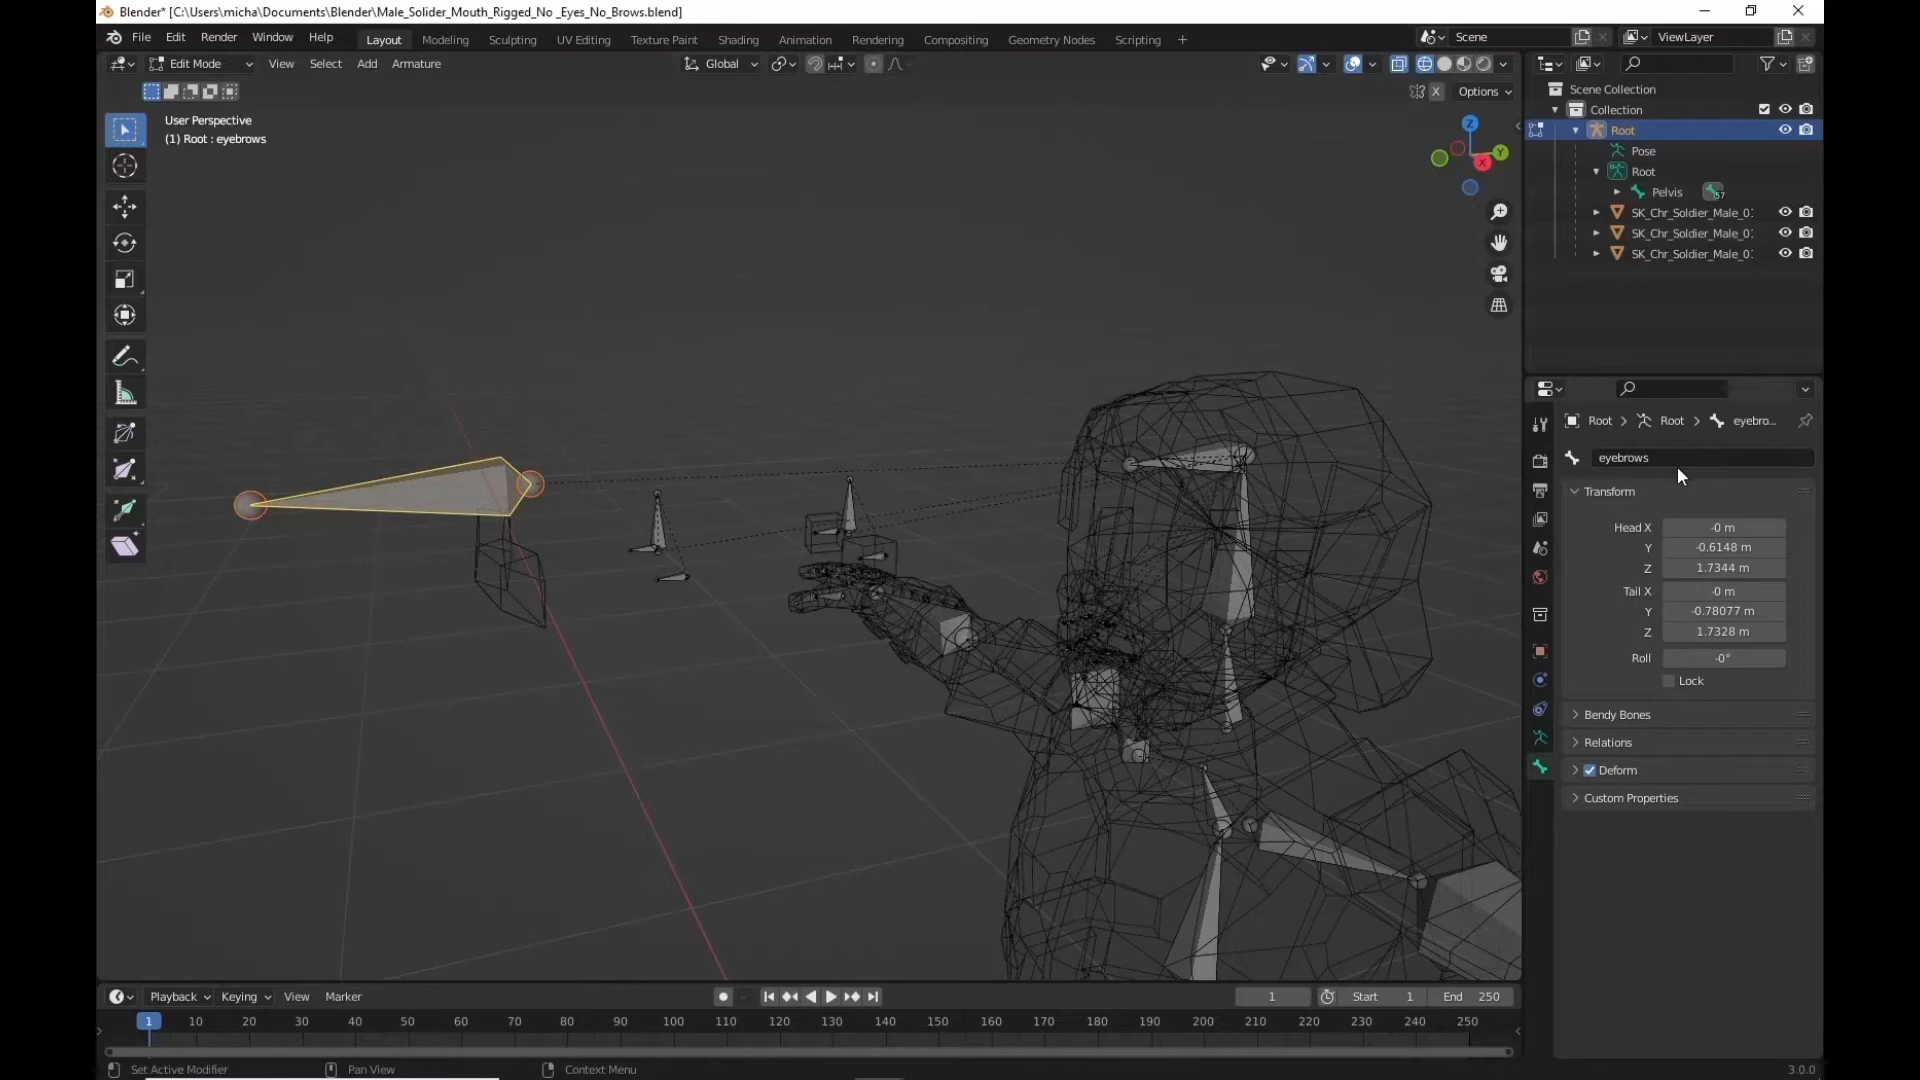 Blender* [C:\Users\micha\Documents\Blender\Male_Solider_Mouth_Rigged_No _Eyes_No_Brows.blend]
File Edit Render Window Help Layout Modeling Sculpting UV Editing Texture Paint Shading Animation Rendering Compositing Geometry Nodes Scripting + Scene ViewLayer
Edit Mode View Select Add Armature Global
X Options
User Perspective
(1) Root : eyebrows
Z
Y
X
Scene Collection
Collection
Root
Pose
Root
Pelvis 57
SK_Chr_Soldier_Male_0:
SK_Chr_Soldier_Male_0:
SK_Chr_Soldier_Male_0:
Root > Root > eyebro...
eyebrows
Transform
Head X -0 m
Y -0.6148 m
Z 1.7344 m
Tail X -0 m
Y -0.78077 m
Z 1.7328 m
Roll -0°
Lock
Bendy Bones
Relations
Deform
Custom Properties
Playback Keying View Marker 1 Start 1 End 250
1 10 20 30 40 50 60 70 80 90 100 110 120 130 140 150 160 170 180 190 200 210 220 230 240 250
Set Active Modifier Pan View Context Menu 3.0.0